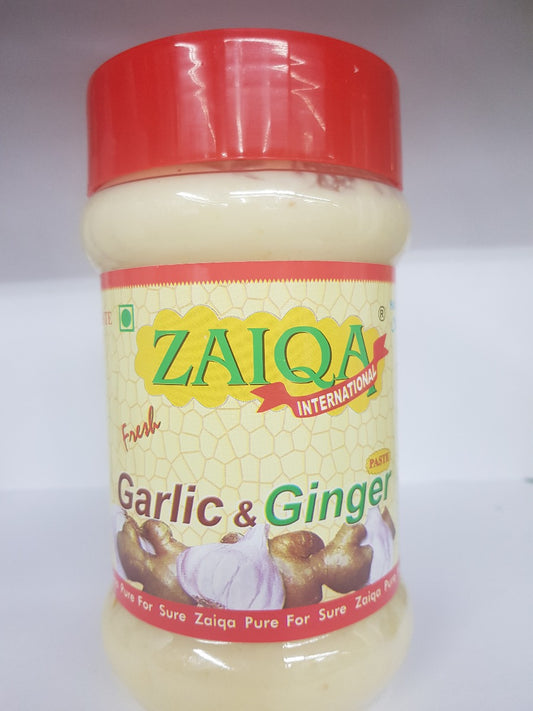 ZAIQA
®
INTERNATIONAL
Fresh
PASTE
Garlic & Ginger
Pure For Sure Zaiqa Pure For Sure Zaiqa Pure